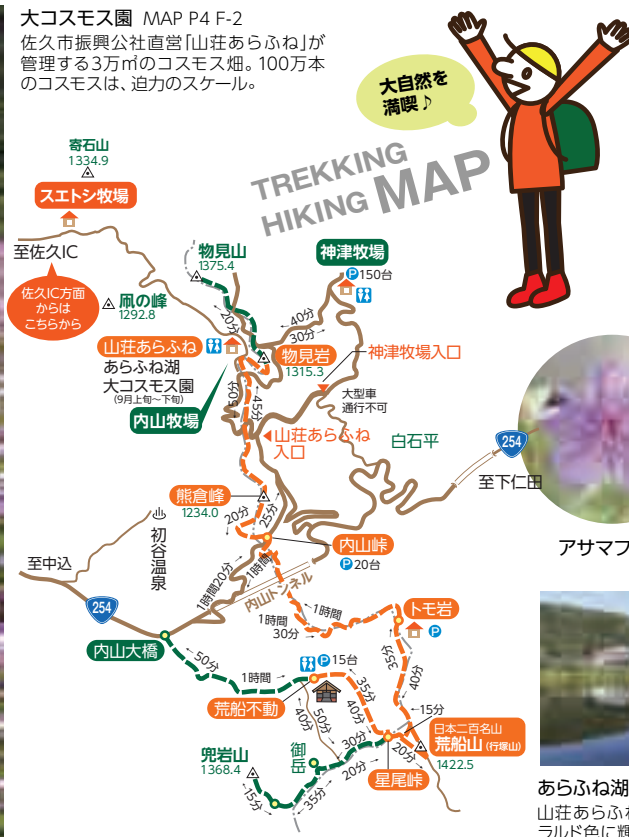 大コスモス園 MAP P4 F-2
佐久市振興公社直営「山荘あらふね」が
管理する3万㎡のコスモス畑。100万本
のコスモスは、迫力のスケール。
大自然を
満喫♪
TREKKING
HIKING MAP
寄石山
1334.9
スエトシ牧場
至佐久IC
佐久IC方面
からは
こちらから
物見山
1375.4
神津牧場
P150台
凧の峰
1292.8
←20分
←40分
30分→
山荘あらふね
あらふね湖
大コスモス園
(9月上旬〜下旬)
内山牧場
物見岩
1315.3
神津牧場入口
大型車
通行不可
←50分
←45分
山荘あらふね
入口
白石平
254
至下仁田
熊倉峰
1234.0
←20分
25分→
初谷温泉
内山峠
P20台
至中込
1時間20分→
←1時間
内山トンネル
254
内山大橋
←1時間
1時間
30分→
トモ岩
P
←50分
1時間→
P15台
荒船不動
←35分
40分→
35分→
←40分
←15分
日本二百名山
荒船山(行塚山)
1422.5
20分→
星尾峠
←40分
50分→
30分→
20分→
御岳
兜岩山
1368.4
←15分→
←35分→
アサマフ
あらふね湖
山荘あらふね
ラルド色に輝